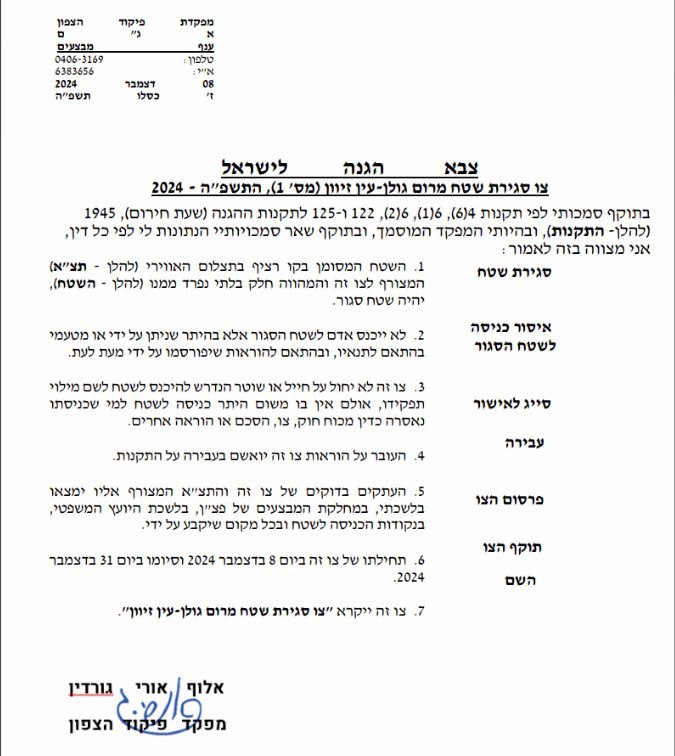 מפקדת פיקוד הצפון
א ג" ם
ענף מבצעים
טלפון: 0406-3169
א"י: 6383656
08 דצמבר 2024
ז' כסלו תשפ"ה
צבא הגנה לישראל
צו סגירת שטח מרום גולן-עין זיוון (מס' 1), התשפ"ה - 2024
בתוקף סמכותי לפי תקנות 4(6), 6(1), 6(2), 122 ו-125 לתקנות ההגנה (שעת חירום), 1945
(להלן- התקנות), ובהיותי המפקד המוסמך, ובתוקף שאר סמכויותיי הנתונות לי לפי כל דין,
אני מצווה בזה לאמור:
סגירת שטח
1. השטח המסומן בקו רציף בתצלום האווירי (להלן - תצ"א)
המצורף לצו זה והמהווה חלק בלתי נפרד ממנו (להלן - השטח),
יהיה שטח סגור.
איסור כניסה
לשטח הסגור
2. לא ייכנס אדם לשטח הסגור אלא בהיתר שניתן על ידי או מטעמי
בהתאם לתנאיו, ובהתאם להוראות שיפורסמו על ידי מעת לעת.
סייג לאישור
3. צו זה לא יחול על חייל או שוטר הנדרש להיכנס לשטח לשם מילוי
תפקידו, אולם אין בו משום היתר כניסה לשטח למי שכניסתו
נאסרה כדין מכוח חוק, צו, הסכם או הוראה אחרים.
עבירה
4. העובר על הוראות צו זה יואשם בעבירה על התקנות.
פרסום הצו
5. העתקים בדוקים של צו זה והתצ"א המצורף אליו ימצאו
בלשכתי, במחלקת המבצעים של פצ"ן, בלשכת היועץ המשפטי,
בנקודות הכניסה לשטח ובכל מקום שיקבע על ידי.
תוקף הצו
6. תחילתו של צו זה ביום 8 בדצמבר 2024 וסיומו ביום 31 בדצמבר
2024.
השם
7. צו זה ייקרא "צו סגירת שטח מרום גולן-עין זיוון".
אלוף אורי גורדין
מפקד פיקוד הצפון